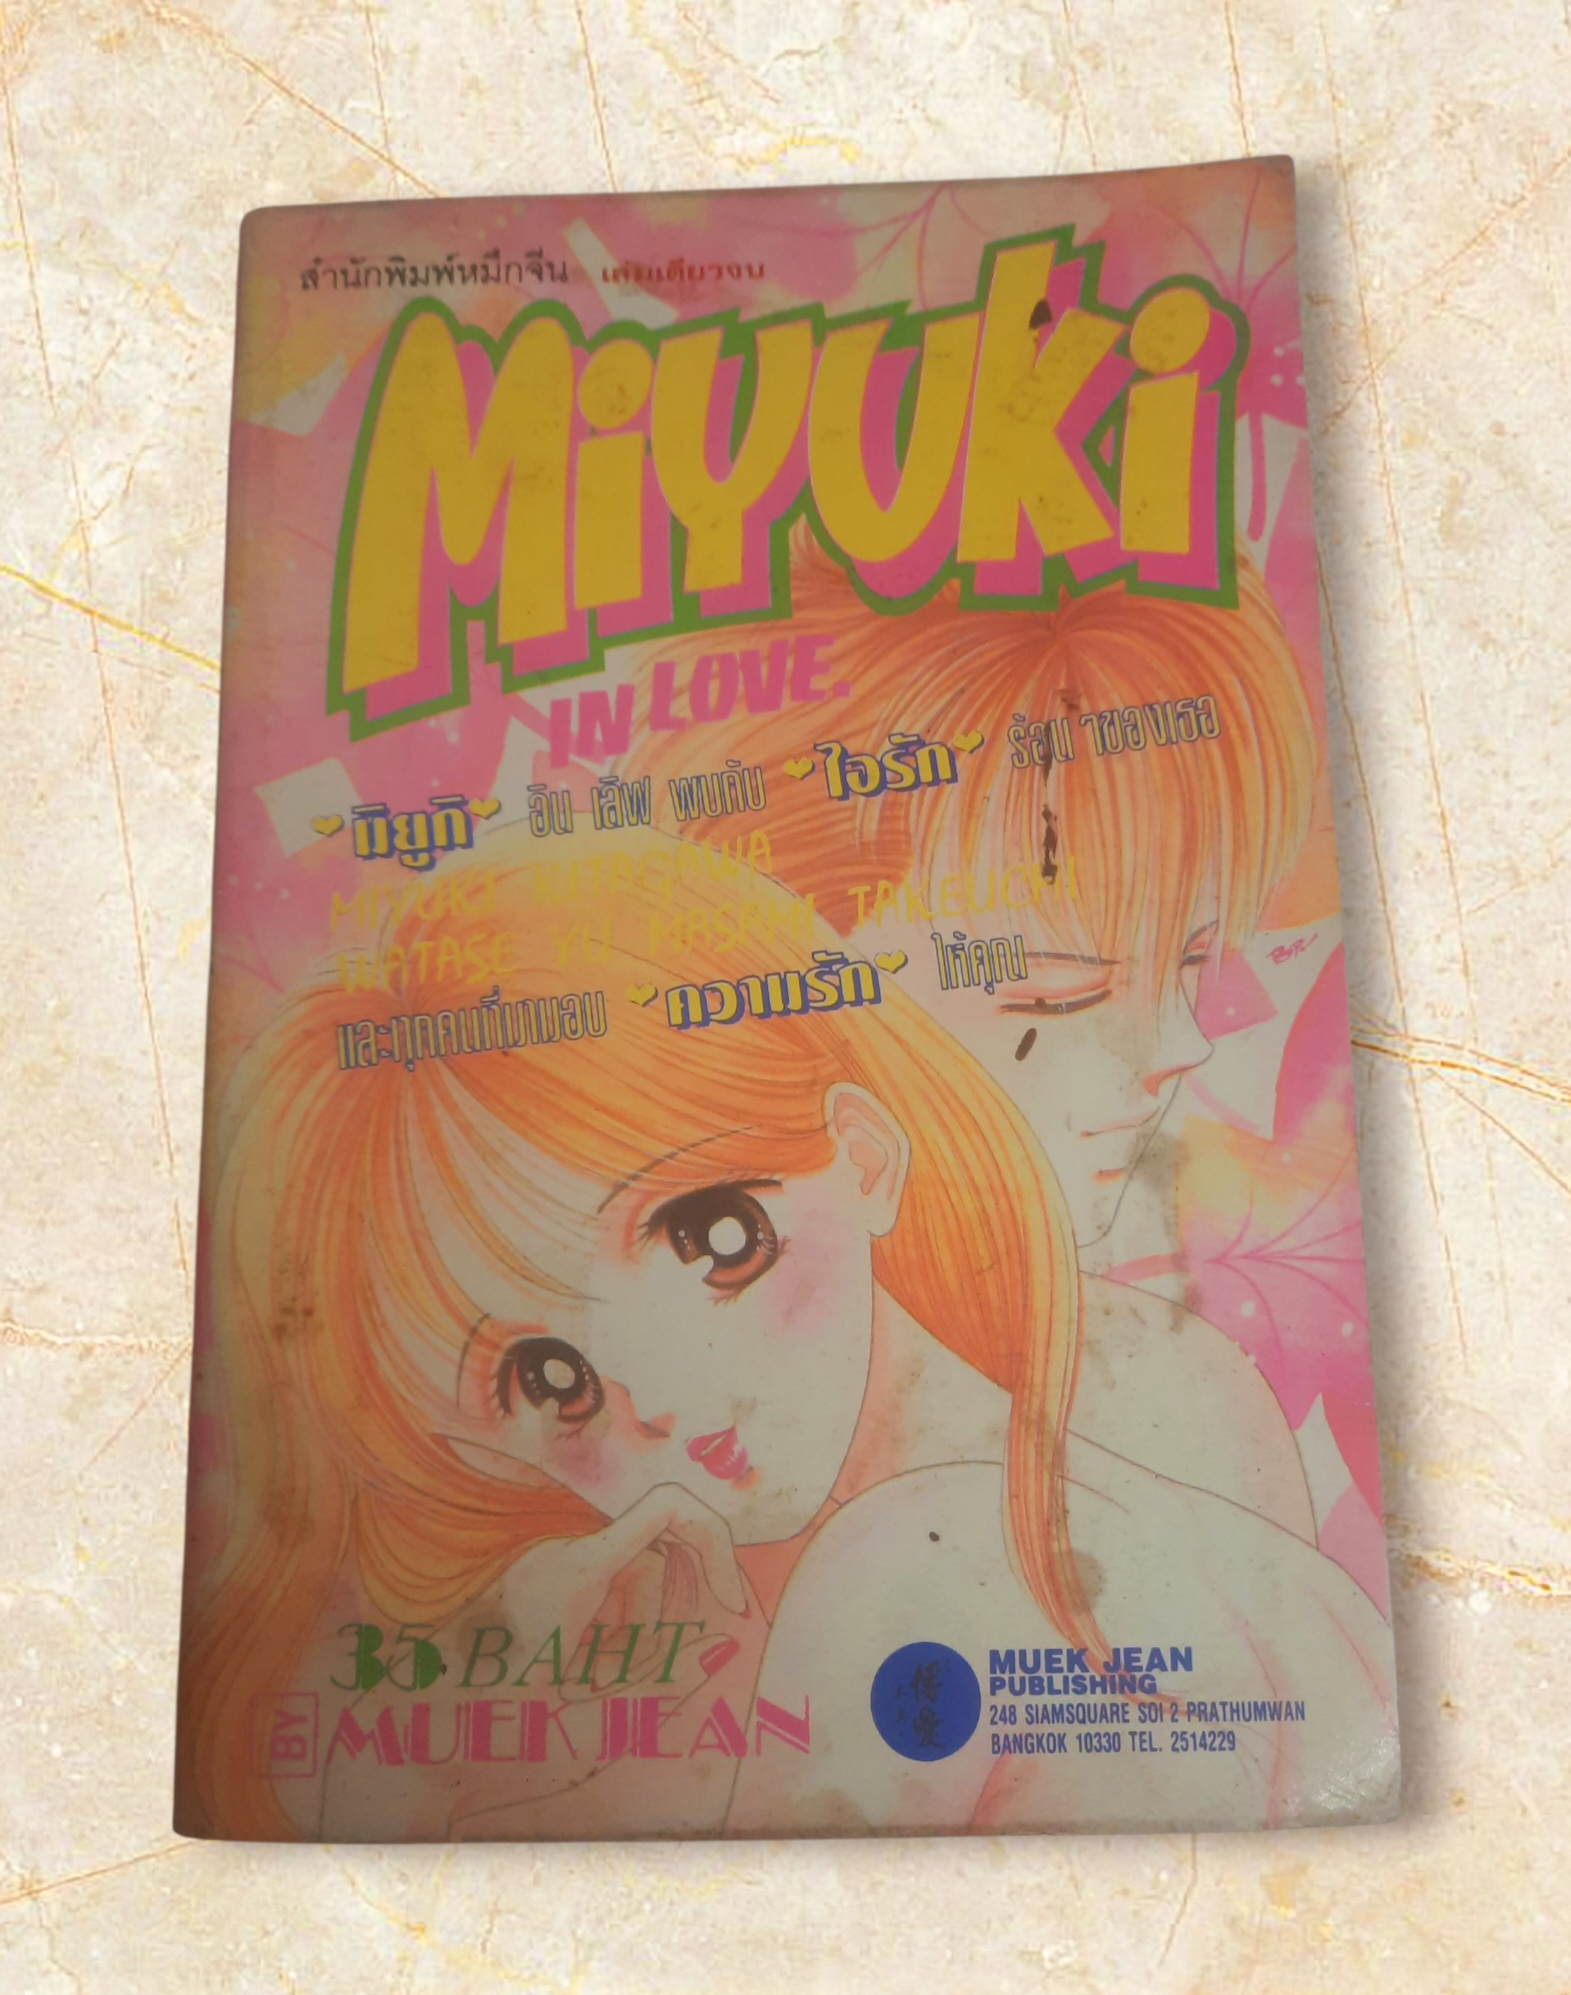 สำนักพิมพ์หมึกจีน เล่มเดียวจบ
MiYUKi
IN LOVE.
มิยูกิ อิน เลิฟ พบกับ ไอรัก ร้อน ๆของเธอ
MIYUKI KITAGAWA
WATASE YU MASAMI TAKEUCHI
และทุกคนที่มามอบ ความรัก ให้คุณ
35 BAHT
BY MUEK JEAN
MUEK JEAN
PUBLISHING
248 SIAMSQUARE SOI 2 PRATHUMWAN
BANGKOK 10330 TEL. 2514229